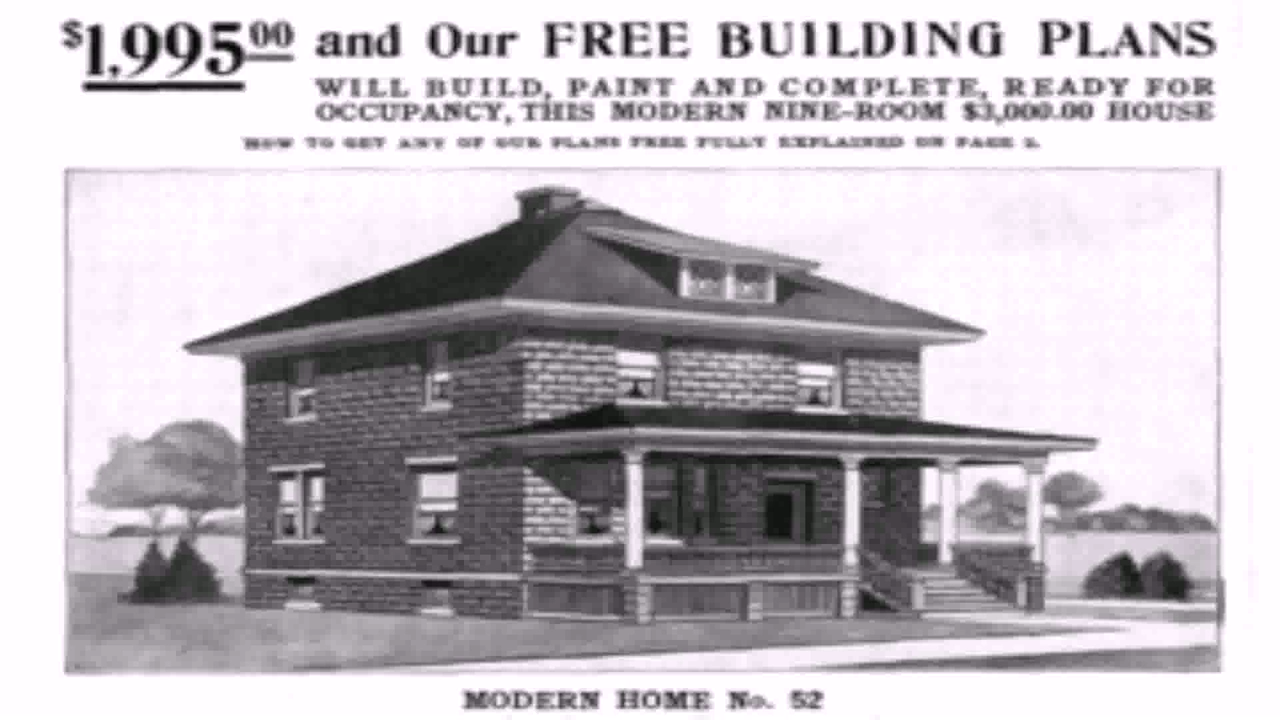 $1,995.00 and Our FREE BUILDING PLANS
WILL BUILD, PAINT AND COMPLETE, READY FOR
OCCUPANCY, THIS MODERN NINE-ROOM $3,000.00 HOUSE
HOW TO GET ANY OF OUR PLANS FREE FULLY EXPLAINED ON PAGE 2.
MODERN HOME No. 52